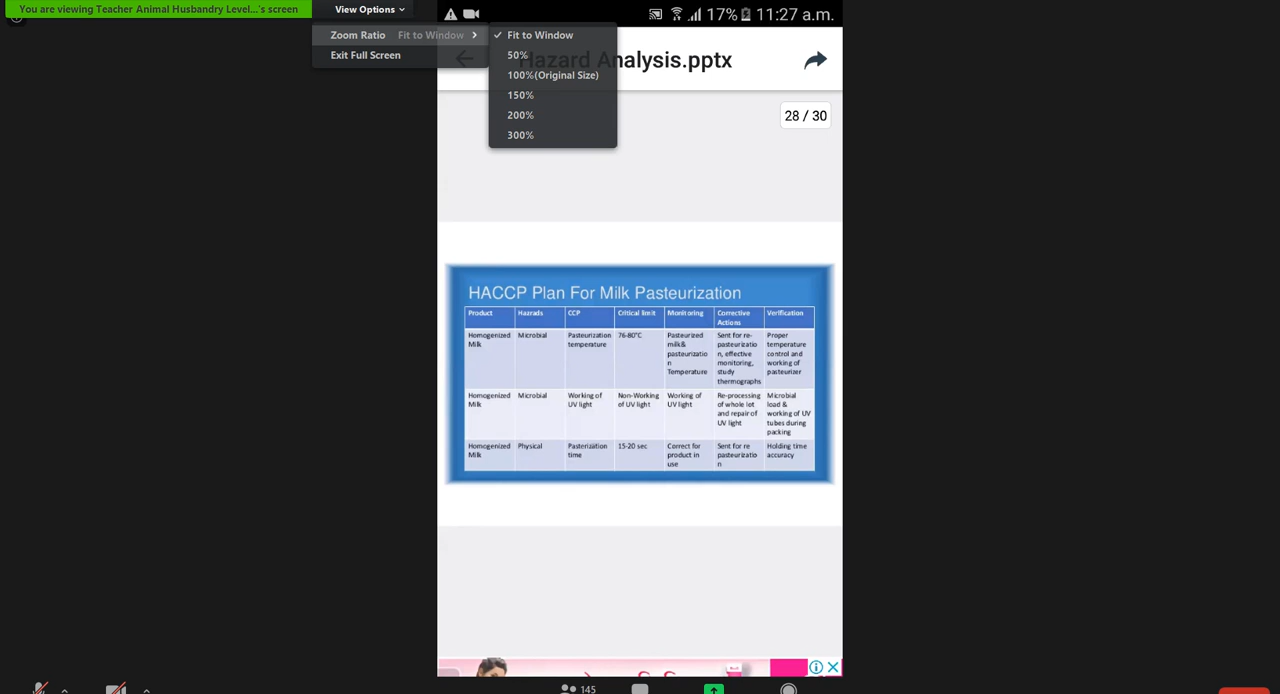 You are viewing Teacher Animal Husbandry Level...'s screen
View Options
Zoom Ratio Fit to Window
Exit Full Screen
Fit to Window
50%
100%(Original Size)
150%
200%
300%
17% 11:27 a.m.
Analysis.pptx
28 / 30
HACCP Plan For Milk Pasteurization
Product Hazrads CCP Critical limit Monitoring Corrective Actions Verification
Homogenized Milk
Microbial
Pasteurization temperature
76-80°C
Pasteurized milk& pasteurizatio n Temperature
Sent for re- pasteurizatio n, effective monitoring, study thermographs
Proper temperature control and working of pasteurizer
Homogenized Milk
Microbial
Working of UV light
Non-Working of UV light
Working of UV light
Re-processing of whole lot and repair of UV light
Microbial load & working of UV tubes during packing
Homogenized Milk
Physical
Pasterization time
15-20 sec
Correct for product in use
Sent for re pasteurizatio n
Holding time accuracy
145